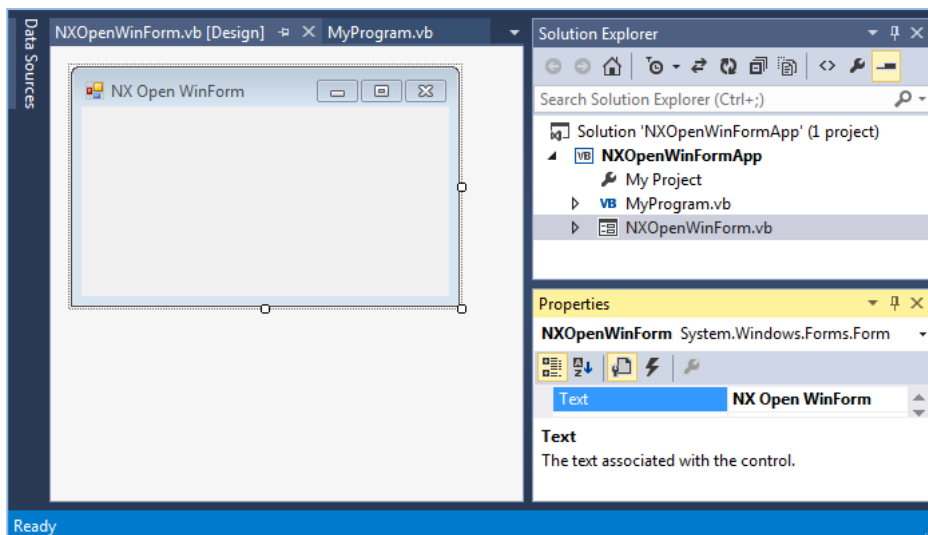 Data Sources
NXOpenWinForm.vb [Design]
MyProgram.vb
NX Open WinForm
Solution Explorer
Search Solution Explorer (Ctrl+;)
Solution 'NXOpenWinFormApp' (1 project)
VB NXOpenWinFormApp
My Project
VB MyProgram.vb
NXOpenWinForm.vb
Properties
NXOpenWinForm System.Windows.Forms.Form
Text NX Open WinForm
Text
The text associated with the control.
Ready